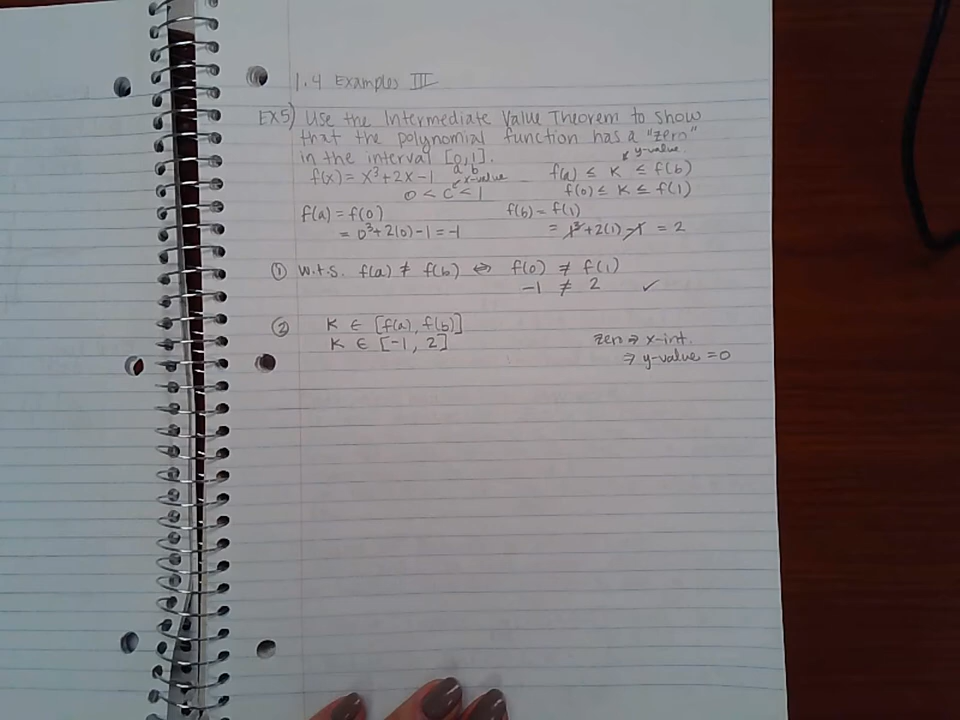 1.4 Examples III
EX5) Use the Intermediate Value Theorem to show
that the polynomial function has a "zero"
in the interval [0,1].
a b
y-value
f(x) = x³+2x-1
x-value
f(a) ≤ K ≤ f(b)
0 < c < 1
f(0) ≤ K ≤ f(1)
f(a) = f(0)
f(b) = f(1)
= 0³+2(0)-1 = -1
= 1³+2(1)-1 = 2
① W.t.s. f(a) ≠ f(b) ⇔ f(0) ≠ f(1)
-1 ≠ 2 ✓
② K ∈ [f(a), f(b)]
K ∈ [-1, 2]
zero ⇒ x-int.
⇒ y-value = 0